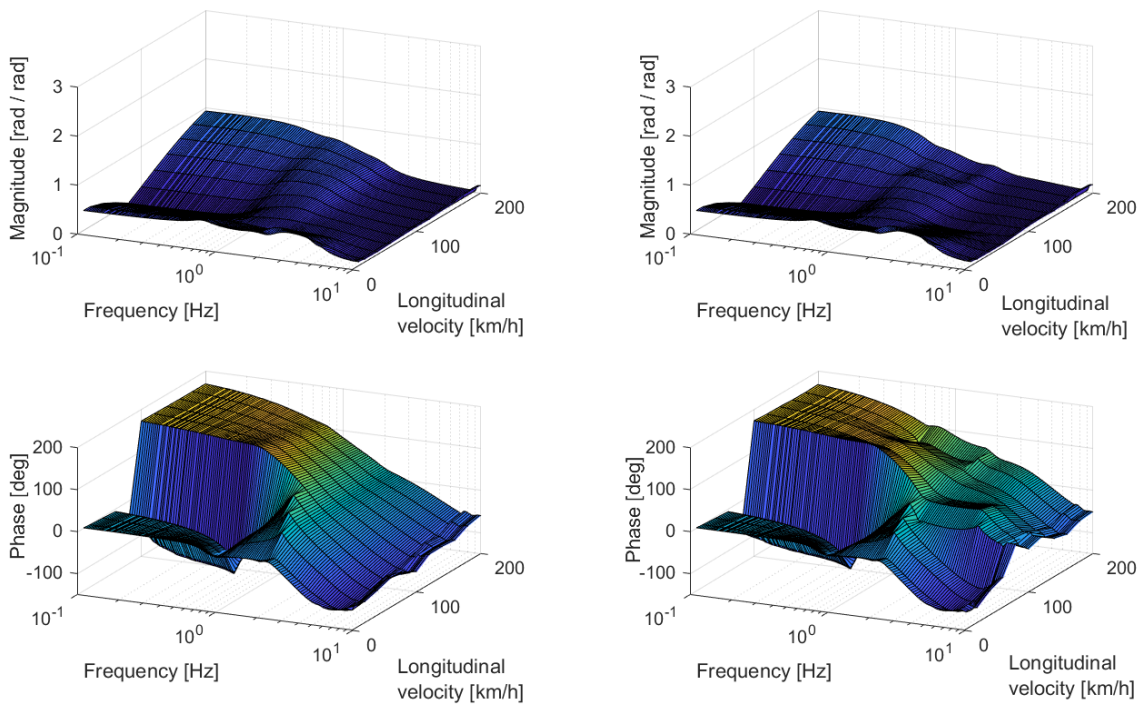 Magnitude [rad / rad]
3
2
1
0
10^-1
10^0
10^1
0
100
200
Frequency [Hz]
Longitudinal
velocity [km/h]
Magnitude [rad / rad]
3
2
1
0
10^-1
10^0
10^1
0
100
200
Frequency [Hz]
Longitudinal
velocity [km/h]
Phase [deg]
200
100
0
-100
10^-1
10^0
10^1
0
100
200
Frequency [Hz]
Longitudinal
velocity [km/h]
Phase [deg]
200
100
0
-100
10^-1
10^0
10^1
0
100
200
Frequency [Hz]
Longitudinal
velocity [km/h]